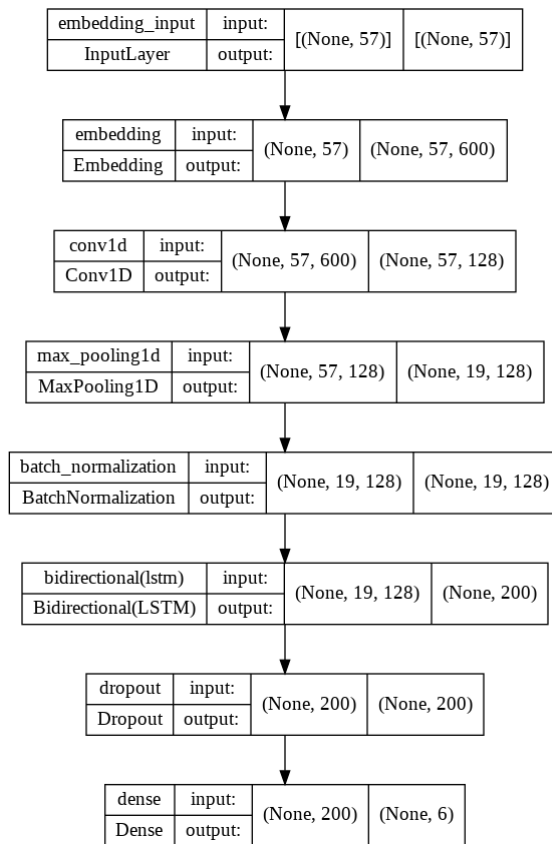 embedding_input input: [(None, 57)] [(None, 57)]
InputLayer output:
embedding input: (None, 57) (None, 57, 600)
Embedding output:
conv1d input: (None, 57, 600) (None, 57, 128)
Conv1D output:
max_pooling1d input: (None, 57, 128) (None, 19, 128)
MaxPooling1D output:
batch_normalization input: (None, 19, 128) (None, 19, 128)
BatchNormalization output:
bidirectional(lstm) input: (None, 19, 128) (None, 200)
Bidirectional(LSTM) output:
dropout input: (None, 200) (None, 200)
Dropout output:
dense input: (None, 200) (None, 6)
Dense output: